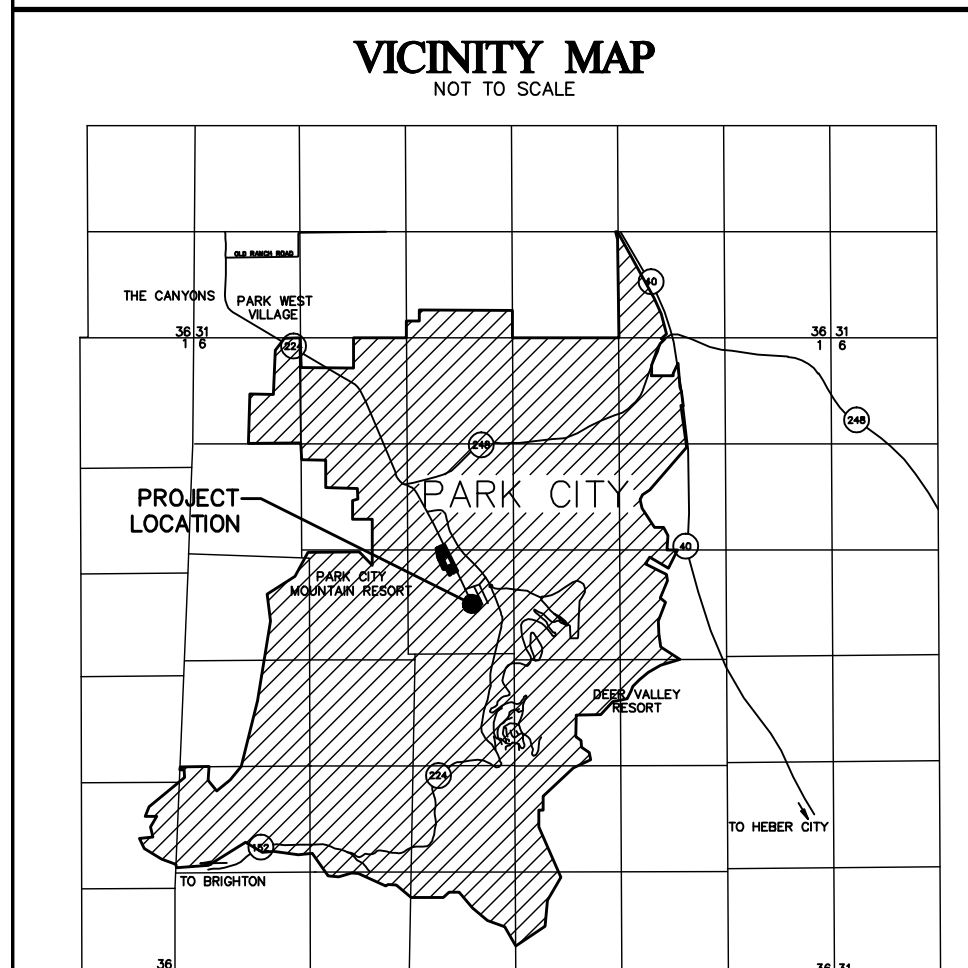 VICINITY MAP
NOT TO SCALE
OLD RANCH ROAD
40
THE CANYONS
PARK WEST
VILLAGE
36 31
1 6
224
36 31
1 6
248
248
PARK CITY
PROJECT
LOCATION
40
PARK CITY
MOUNTAIN RESORT
DEER VALLEY
RESORT
224
TO HEBER CITY
152
TO BRIGHTON
36
36 31